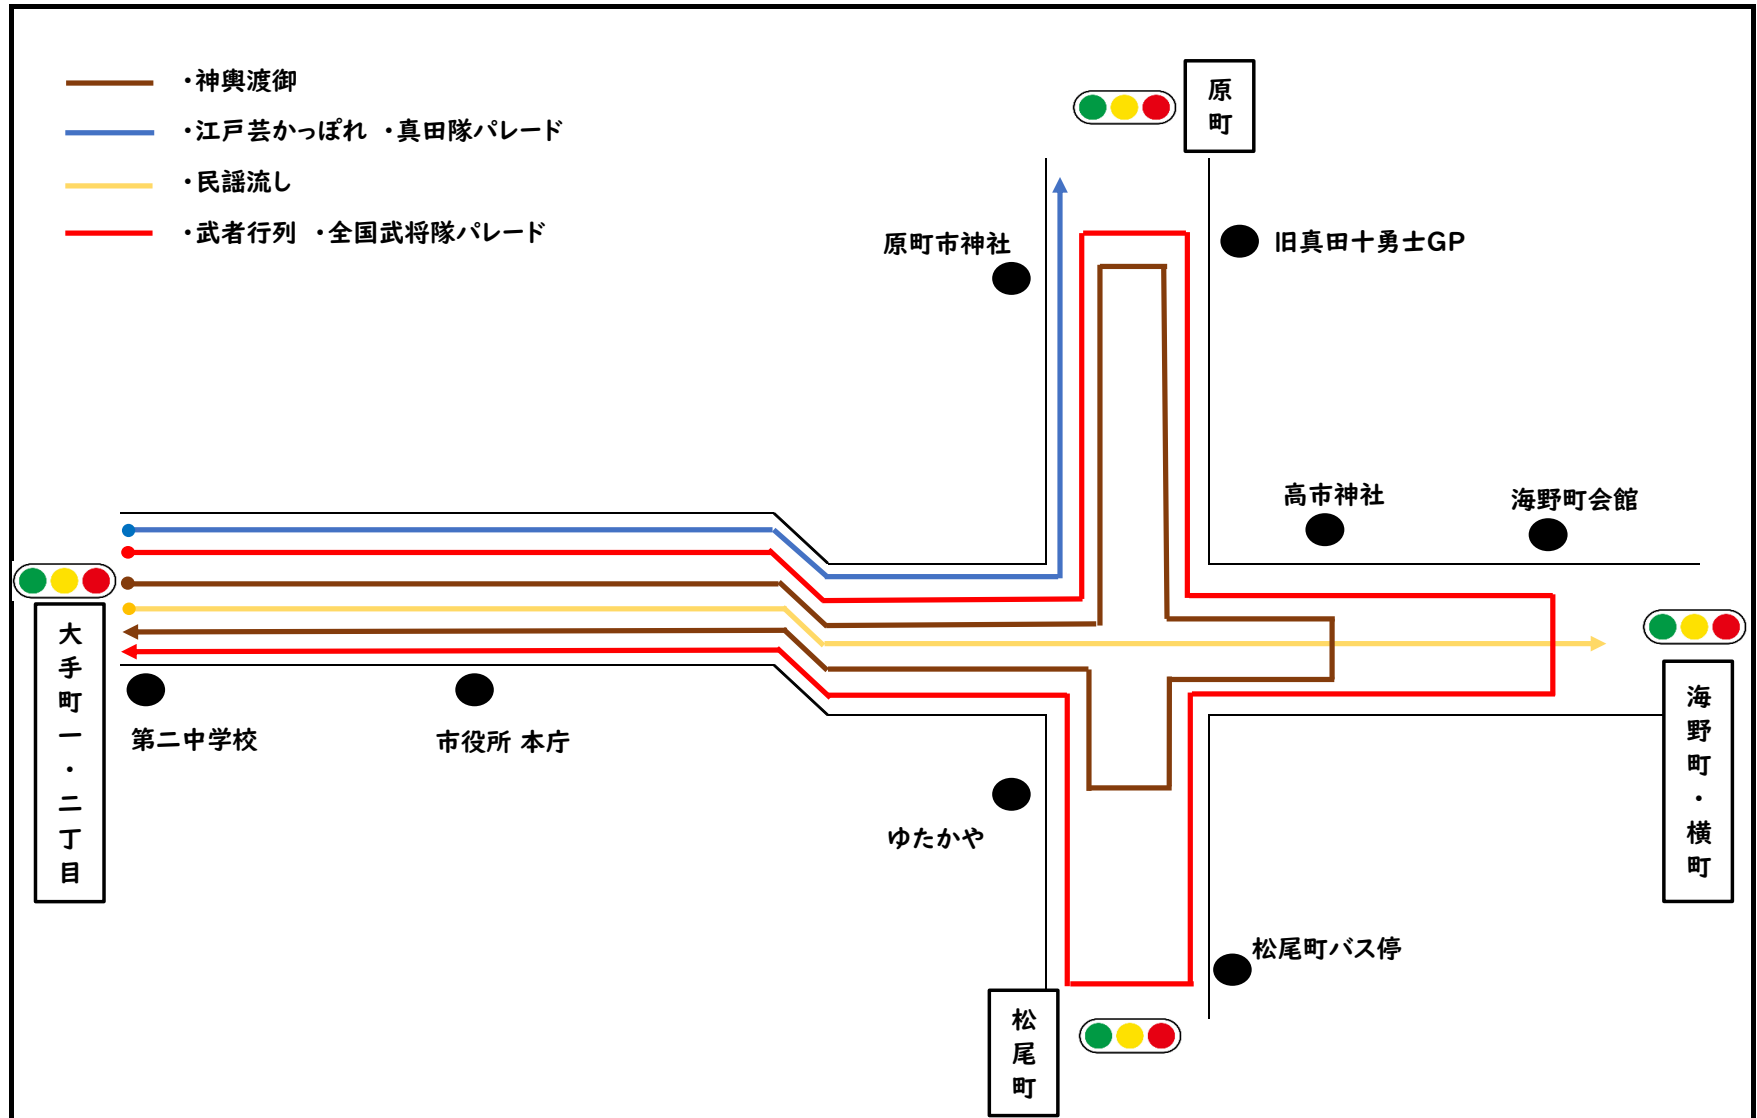 ・神輿渡御
・江戸芸かっぽれ ・真田隊パレード
・民謡流し
・武者行列 ・全国武将隊パレード
原町
原町市神社
旧真田十勇士GP
高市神社
海野町会館
大手町一・二丁目
第二中学校
市役所 本庁
海野町・横町
ゆたかや
松尾町バス停
松尾町